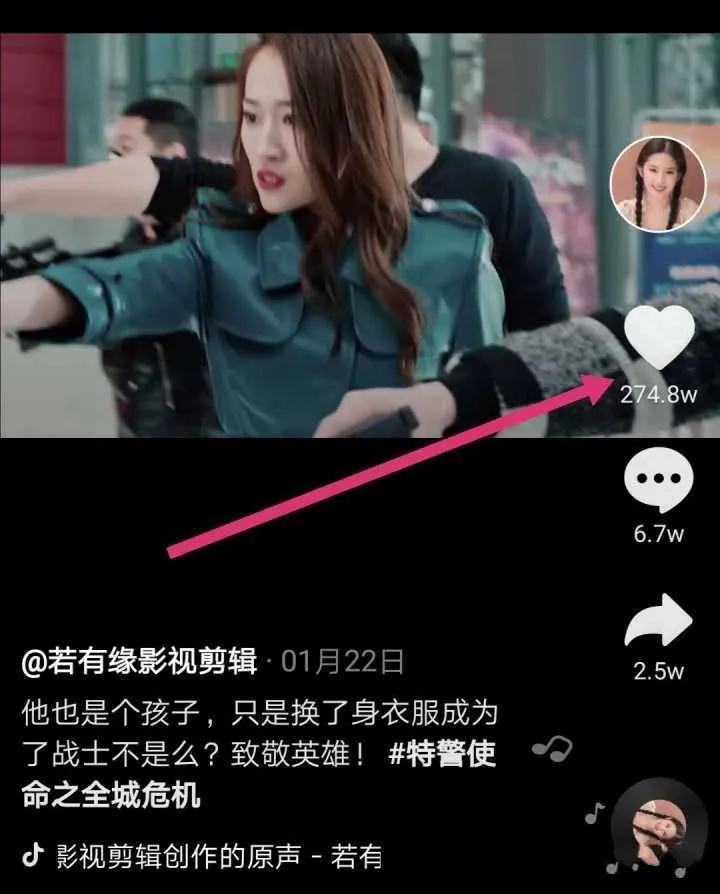 274.8w
6.7w
2.5w
@若有缘影视剪辑 · 01月22日
他也是个孩子，只是换了身衣服成为
了战士不是么？致敬英雄！ #特警使
命之全城危机
影视剪辑创作的原声 - 若有